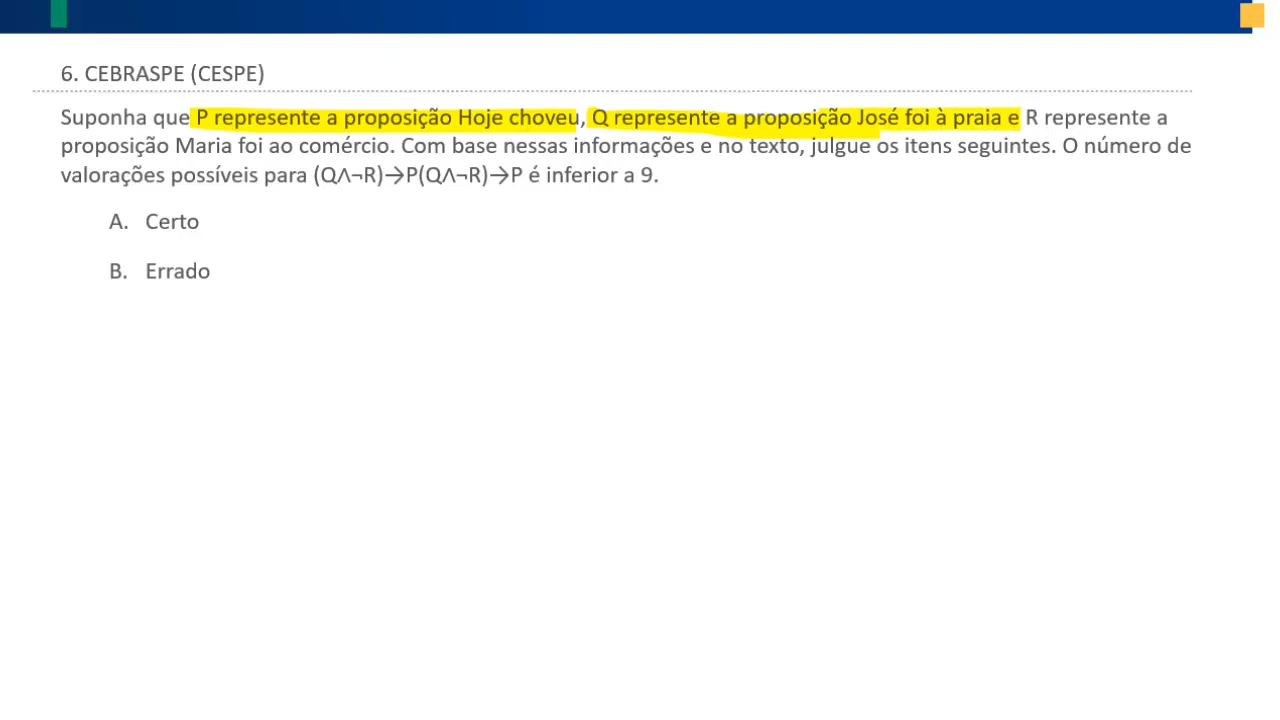 6. CEBRASPE (CESPE)
Suponha que P represente a proposição Hoje choveu, Q represente a proposição José foi à praia e R represente a
proposição Maria foi ao comércio. Com base nessas informações e no texto, julgue os itens seguintes. O número de
valorações possíveis para (Q∧¬R)→P(Q∧¬R)→P é inferior a 9.
A. Certo
B. Errado